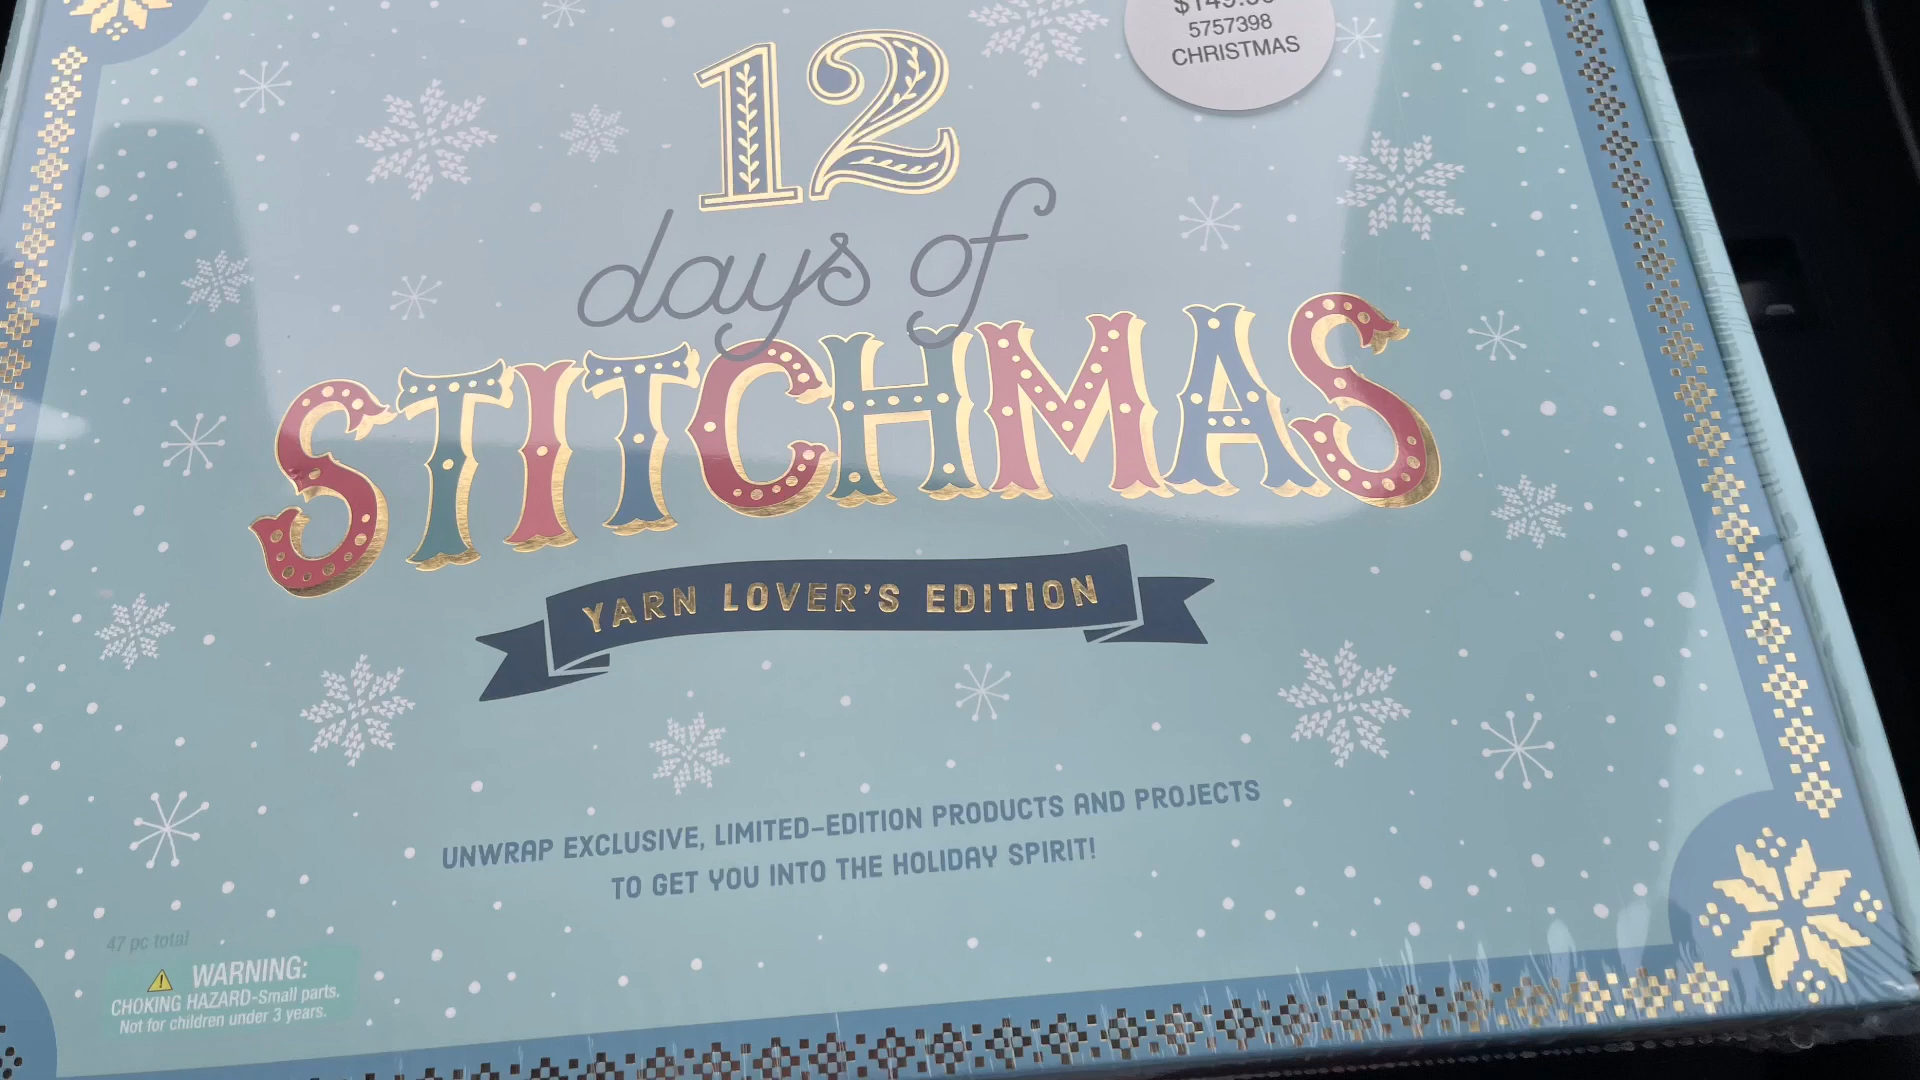 5757398
CHRISTMAS
12
days of
STITCHMAS
YARN LOVER'S EDITION
UNWRAP EXCLUSIVE, LIMITED-EDITION PRODUCTS AND PROJECTS
TO GET YOU INTO THE HOLIDAY SPIRIT!
47 pc total
WARNING:
CHOKING HAZARD-Small parts.
Not for children under 3 years.